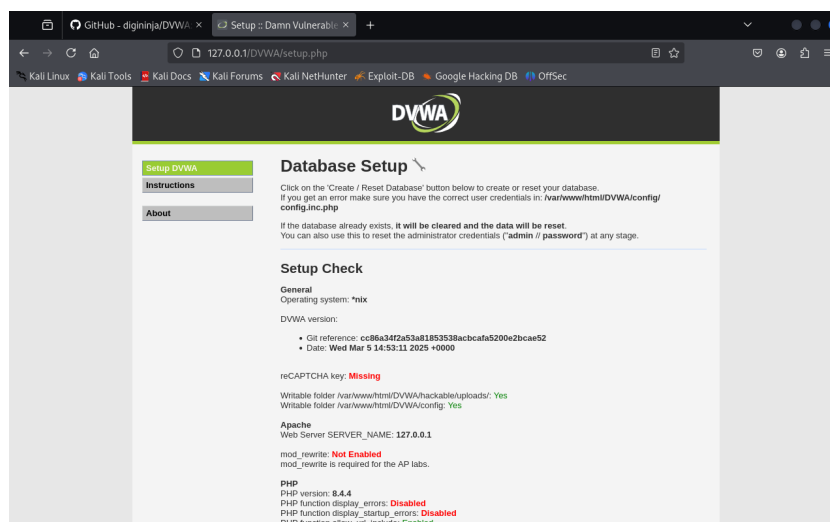 GitHub - digininja/DVWA: ×
Setup :: Damn Vulnerable ×
127.0.0.1/DVWA/setup.php
Kali Linux Kali Tools Kali Docs Kali Forums Kali NetHunter Exploit-DB Google Hacking DB OffSec
DVWA
Setup DVWA
Instructions
About
Database Setup
Click on the 'Create / Reset Database' button below to create or reset your database.
If you get an error make sure you have the correct user credentials in: /var/www/html/DVWA/config/
config.inc.php
If the database already exists, it will be cleared and the data will be reset.
You can also use this to reset the administrator credentials ("admin // password") at any stage.
Setup Check
General
Operating system: *nix
DVWA version:
• Git reference: cc86a34f2a53a81853538acbcafa5200e2bcae52
• Date: Wed Mar 5 14:53:11 2025 +0000
reCAPTCHA key: Missing
Writable folder /var/www/html/DVWA/hackable/uploads/: Yes
Writable folder /var/www/html/DVWA/config: Yes
Apache
Web Server SERVER_NAME: 127.0.0.1
mod_rewrite: Not Enabled
mod_rewrite is required for the AP labs.
PHP
PHP version: 8.4.4
PHP function display_errors: Disabled
PHP function display_startup_errors: Disabled
PHP function allow_url_include: Enabled